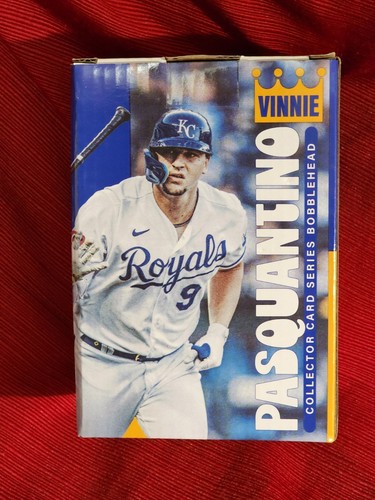 VINNIE
PASQUANTINO
COLLECTOR CARD SERIES BOBBLEHEAD
KC
Royals
9